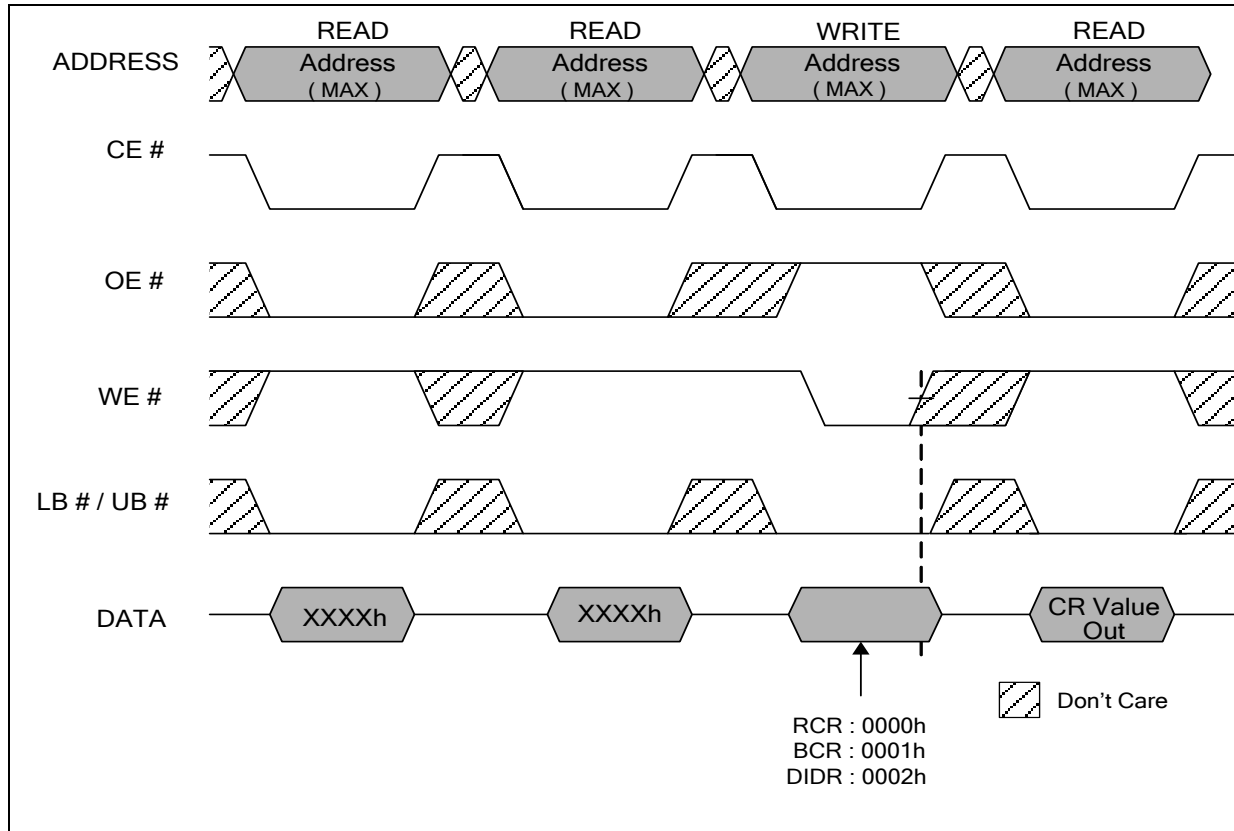 READ READ WRITE READ
ADDRESS Address Address Address Address
( MAX ) ( MAX ) ( MAX ) ( MAX )
CE #
OE #
WE #
LB # / UB #
DATA XXXXh XXXXh CR Value
Out
Don't Care
RCR : 0000h
BCR : 0001h
DIDR : 0002h